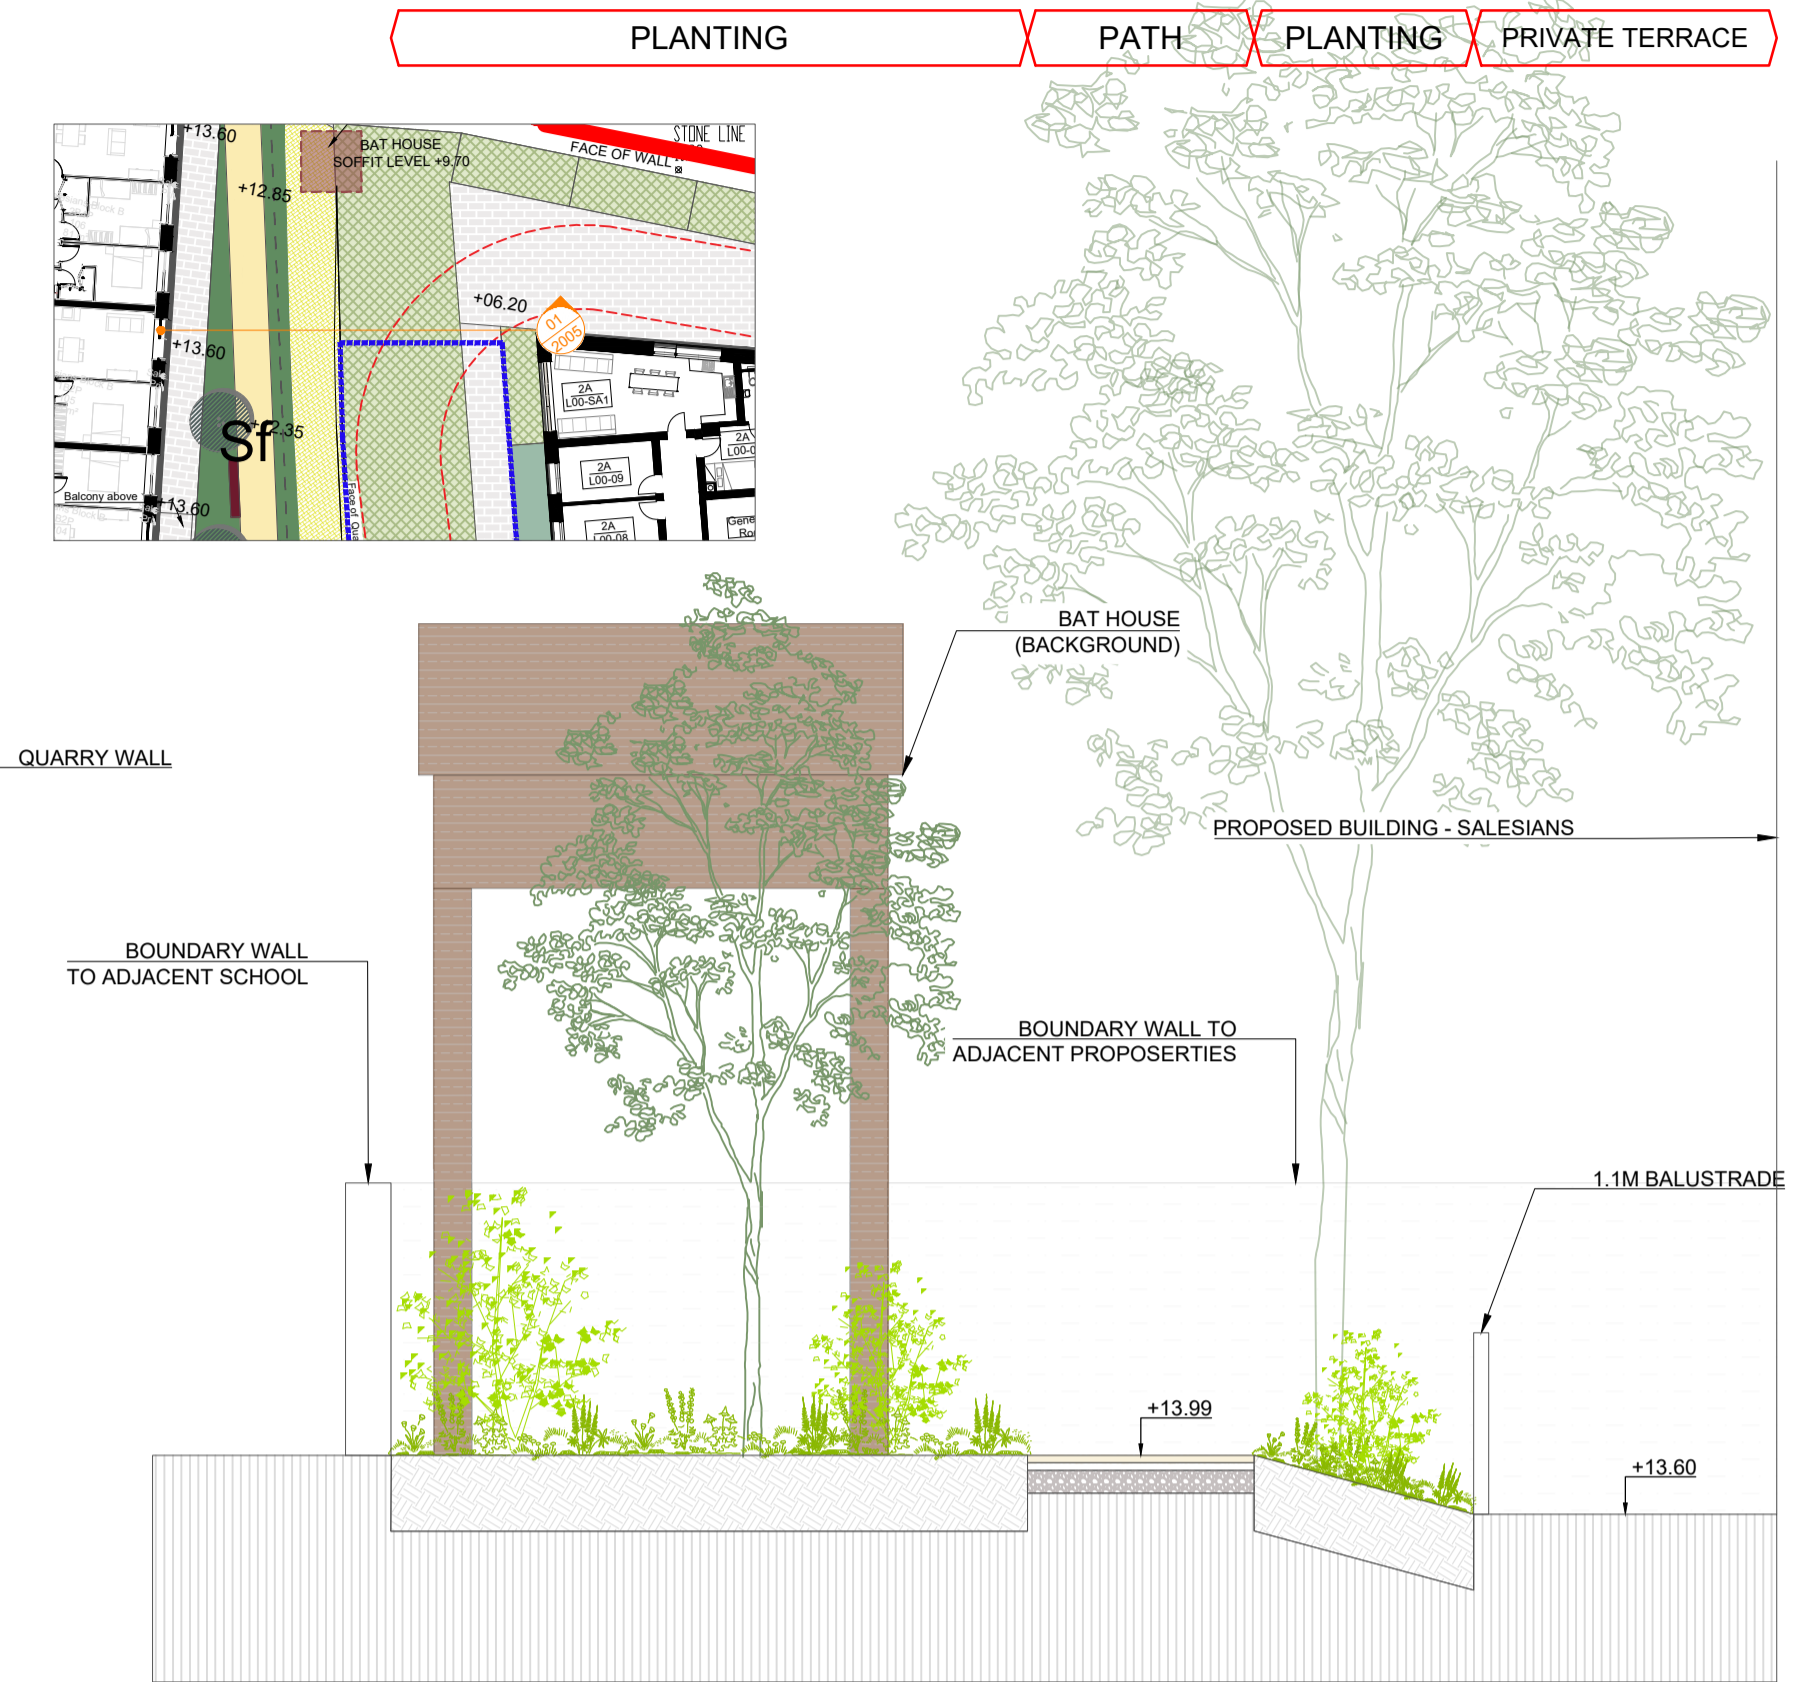 PLANTING
PATH
PLANTING
PRIVATE TERRACE
+13.60
BAT HOUSE
SOFFIT LEVEL +9.70
STONE LINE
FACE OF WALL
+12.85
+06.20
01
2005
+13.60
2A
L00-SA1
Sf
2A
2A
L00-09
Balcony above
+13.60
2A
L00-08
BAT HOUSE
(BACKGROUND)
QUARRY WALL
PROPOSED BUILDING - SALESIANS
BOUNDARY WALL
TO ADJACENT SCHOOL
BOUNDARY WALL TO
ADJACENT PROPOSERTIES
1.1M BALUSTRADE
+13.99
+13.60